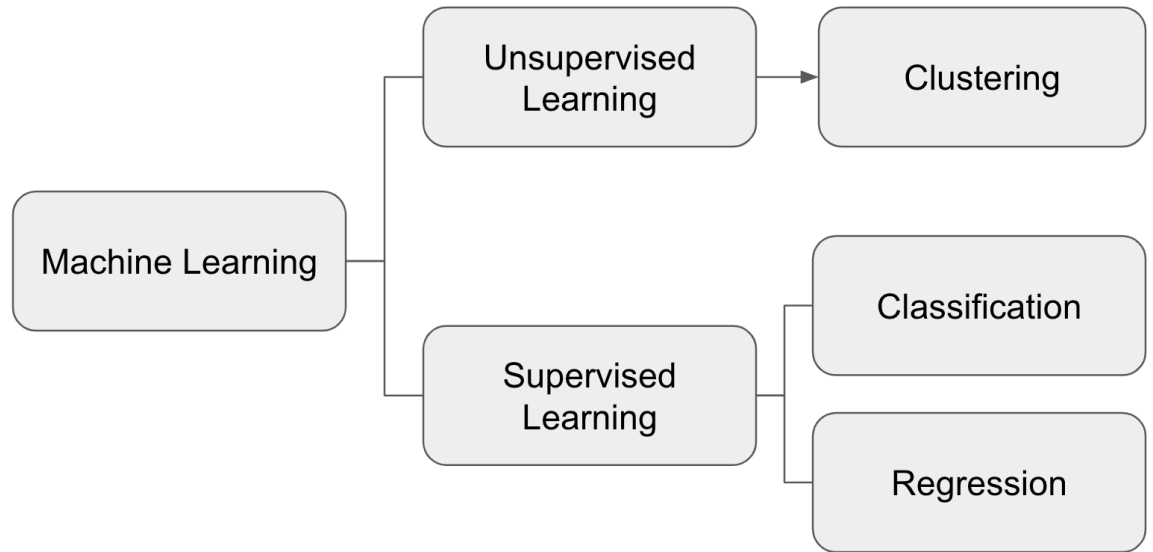 Unsupervised
Learning
Clustering
Machine Learning
Classification
Supervised
Learning
Regression